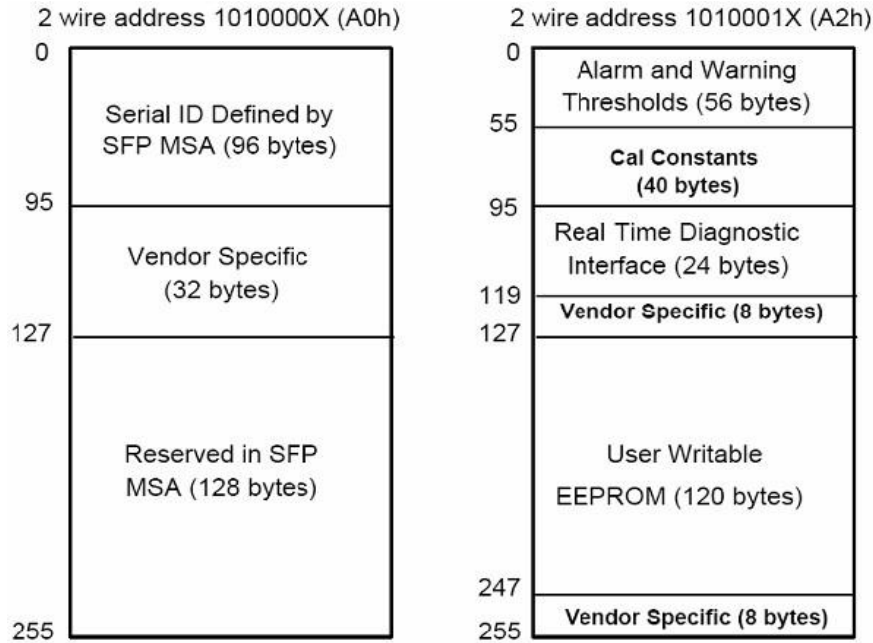 2 wire address 1010000X (A0h)
0
Serial ID Defined by
SFP MSA (96 bytes)
95
Vendor Specific
(32 bytes)
127
Reserved in SFP
MSA (128 bytes)
255
2 wire address 1010001X (A2h)
0
Alarm and Warning
Thresholds (56 bytes)
55
Cal Constants
(40 bytes)
95
Real Time Diagnostic
Interface (24 bytes)
119
Vendor Specific (8 bytes)
127
User Writable
EEPROM (120 bytes)
247
Vendor Specific (8 bytes)
255